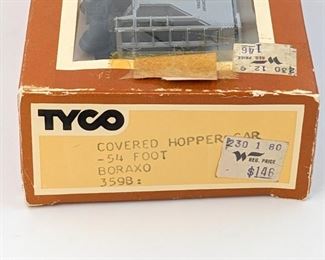 146
230 12 9
TYCO
COVERED HOPPER CAR
-54 FOOT
BORAXO
359B:
230 1 80
W REG. PRICE
$146